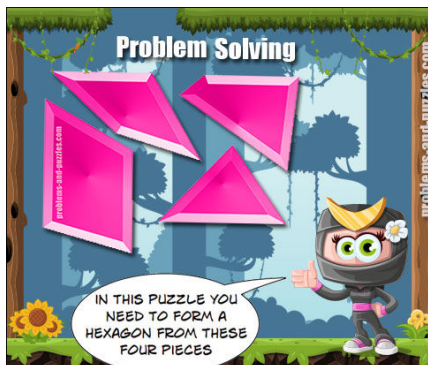 Problem Solving
problems-and-puzzles.com
problems-and-puzzles.com
IN THIS PUZZLE YOU
NEED TO FORM A
HEXAGON FROM THESE
FOUR PIECES